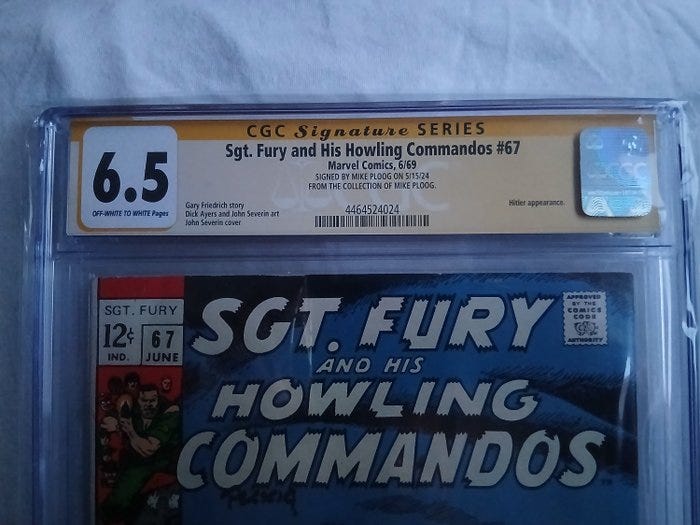 CGC Signature SERIES
Sgt. Fury and His Howling Commandos #67
Marvel Comics, 6/69
SIGNED BY MIKE PLOOG ON 5/15/24
FROM THE COLLECTION OF MIKE PLOOG.
6.5
OFF-WHITE TO WHITE Pages
Gary Friedrich story
Dick Ayers and John Severin art
John Severin cover
4464524024
Hitler appearance.
SGT. FURY
12¢
IND.
67
JUNE
SGT. FURY
AND HIS
HOWLING
COMMANDOS
APPROVED
BY THE
COMICS
CODE
AUTHORITY